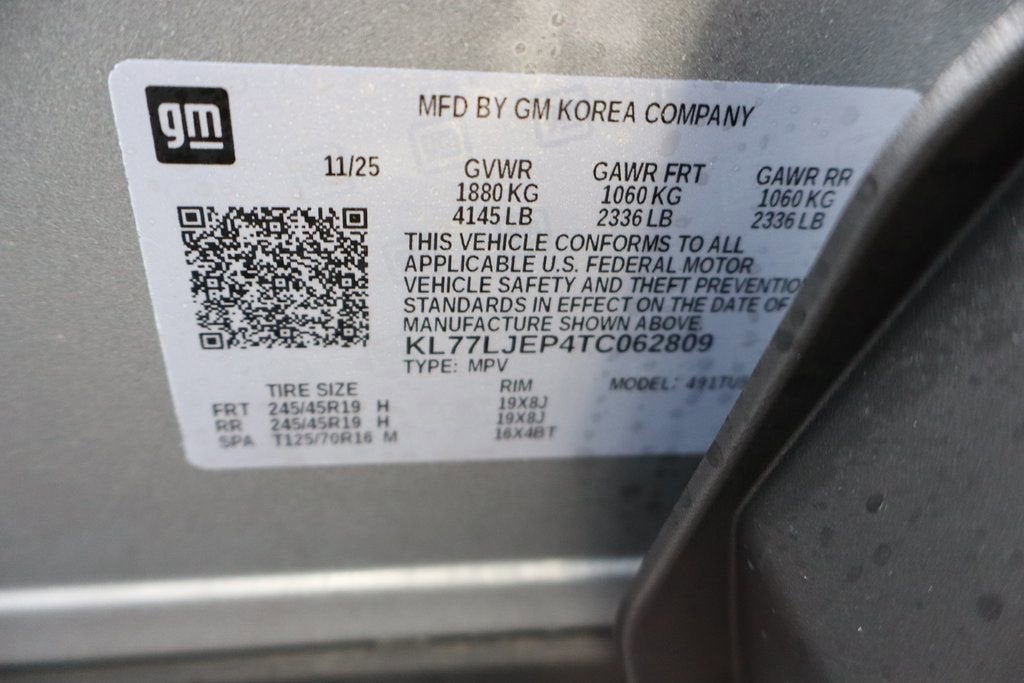 gm
MFD BY GM KOREA COMPANY
11/25 GVWR GAWR FRT GAWR RR
1880 KG 1060 KG 1060 KG
4145 LB 2336 LB 2336 LB
THIS VEHICLE CONFORMS TO ALL
APPLICABLE U.S. FEDERAL MOTOR
VEHICLE SAFETY AND THEFT PREVENTIO
STANDARDS IN EFFECT ON THE DATE OF
MANUFACTURE SHOWN ABOVE.
KL77LJEP4TC062809
TYPE: MPV
TIRE SIZE RIM MODEL:
FRT 245/45R19 H 19X8J
RR 245/45R19 H 19X8J
SPA T125/70R16 M 16X4BT